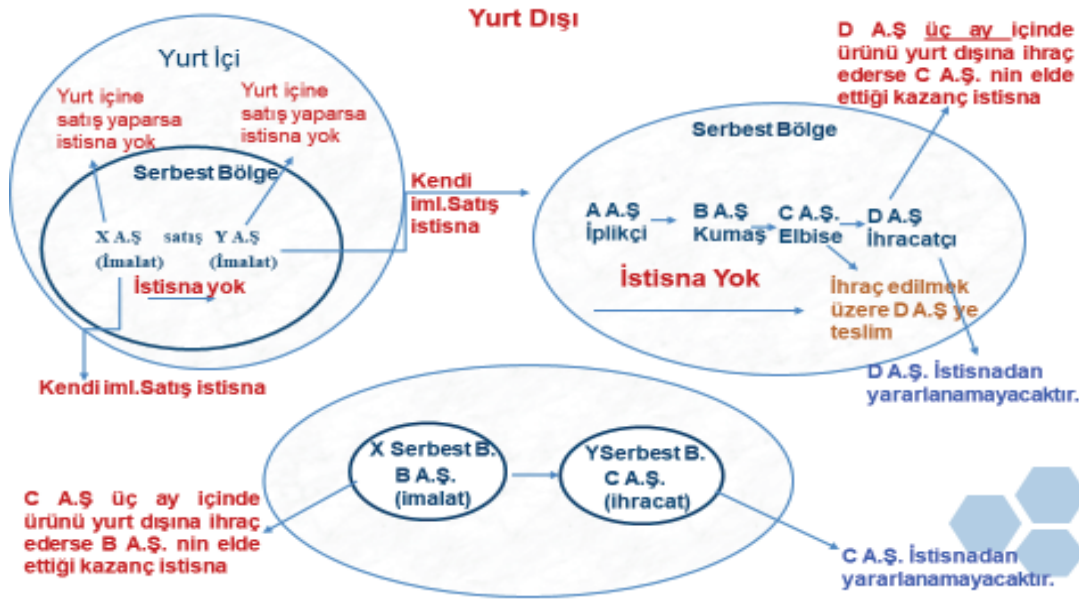 Yurt Dışı
Yurt İçi
Yurt içine
satış yaparsa
istisna yok
Yurt içine
satış yaparsa
istisna yok
Serbest Bölge
X A.Ş satış Y A.Ş
(İmalat) (İmalat)
İstisna yok
Kendi iml.Satış istisna
Kendi
iml.Satış
istisna
D A.Ş üç ay içinde
ürünü yurt dışına ihraç
ederse C A.Ş. nin elde
ettiği kazanç istisna
Serbest Bölge
A A.Ş
İplikçi
B A.Ş
Kumaş
C A.Ş.
Elbise
D A.Ş
İhracatçı
İstisna Yok
İhraç edilmek
üzere D A.Ş ye
teslim
D A.Ş. İstisnadan
yararlanamayacaktır.
X Serbest B.
B A.Ş.
(imalat)
YSerbest B.
C A.Ş.
(ihracat)
C A.Ş üç ay içinde
ürünü yurt dışına ihraç
ederse B A.Ş. nin elde
ettiği kazanç istisna
C A.Ş. İstisnadan
yararlanamayacaktır.